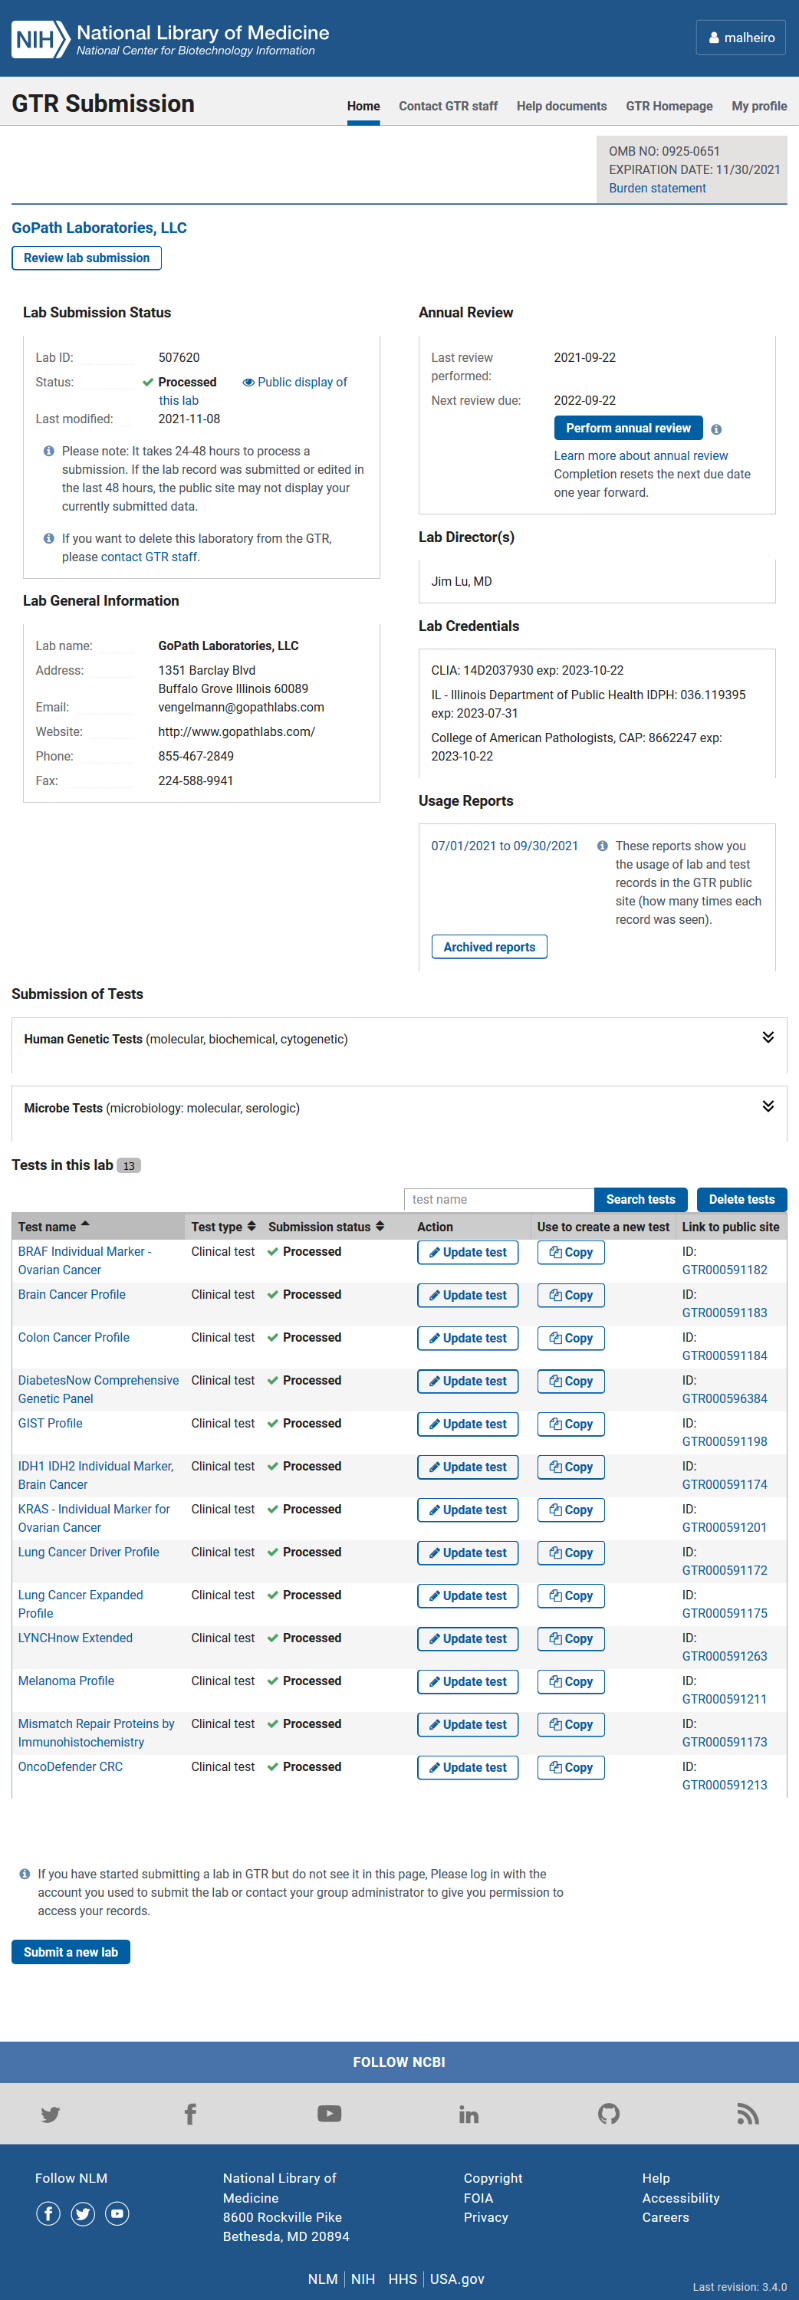 NIH National Library of Medicine
National Center for Biotechnology Information
malheiro
GTR Submission
Home Contact GTR staff Help documents GTR Homepage My profile
OMB NO: 0925-0651
EXPIRATION DATE: 11/30/2021
Burden statement
GoPath Laboratories, LLC
Review lab submission
Lab Submission Status
Lab ID: 507620
Status: Processed Public display of
this lab
Last modified: 2021-11-08
Please note: It takes 24-48 hours to process a
submission. If the lab record was submitted or edited in
the last 48 hours, the public site may not display your
currently submitted data.
If you want to delete this laboratory from the GTR,
please contact GTR staff.
Lab General Information
Lab name: GoPath Laboratories, LLC
Address: 1351 Barclay Blvd
Buffalo Grove Illinois 60089
Email: vengelmann@gopathlabs.com
Website: http://www.gopathlabs.com/
Phone: 855-467-2849
Fax: 224-588-9941
Annual Review
Last review 2021-09-22
performed:
Next review due: 2022-09-22
Perform annual review
Learn more about annual review
Completion resets the next due date
one year forward.
Lab Director(s)
Jim Lu, MD
Lab Credentials
CLIA: 14D2037930 exp: 2023-10-22
IL - Illinois Department of Public Health IDPH: 036.119395
exp: 2023-07-31
College of American Pathologists, CAP: 8662247 exp:
2023-10-22
Usage Reports
07/01/2021 to 09/30/2021 These reports show you
the usage of lab and test
records in the GTR public
site (how many times each
record was seen).
Archived reports
Submission of Tests
Human Genetic Tests (molecular, biochemical, cytogenetic)
Microbe Tests (microbiology: molecular, serologic)
Tests in this lab 13
test name Search tests Delete tests
Test name Test type Submission status Action Use to create a new test Link to public site
BRAF Individual Marker - Clinical test Processed Update test Copy ID:
Ovarian Cancer GTR000591182
Brain Cancer Profile Clinical test Processed Update test Copy ID:
GTR000591183
Colon Cancer Profile Clinical test Processed Update test Copy ID:
GTR000591184
DiabetesNow Comprehensive Clinical test Processed Update test Copy ID:
Genetic Panel GTR000596384
GIST Profile Clinical test Processed Update test Copy ID:
GTR000591198
IDH1 IDH2 Individual Marker, Clinical test Processed Update test Copy ID:
Brain Cancer GTR000591174
KRAS - Individual Marker for Clinical test Processed Update test Copy ID:
Ovarian Cancer GTR000591201
Lung Cancer Driver Profile Clinical test Processed Update test Copy ID:
GTR000591172
Lung Cancer Expanded Clinical test Processed Update test Copy ID:
Profile GTR000591175
LYNCHnow Extended Clinical test Processed Update test Copy ID:
GTR000591263
Melanoma Profile Clinical test Processed Update test Copy ID:
GTR000591211
Mismatch Repair Proteins by Clinical test Processed Update test Copy ID:
Immunohistochemistry GTR000591173
OncoDefender CRC Clinical test Processed Update test Copy ID:
GTR000591213
If you have started submitting a lab in GTR but do not see it in this page, Please log in with the
account you used to submit the lab or contact your group administrator to give you permission to
access your records.
Submit a new lab
FOLLOW NCBI
Follow NLM
National Library of
Medicine
8600 Rockville Pike
Bethesda, MD 20894
Copyright
FOIA
Privacy
Help
Accessibility
Careers
NLM NIH HHS USA.gov
Last revision: 3.4.0